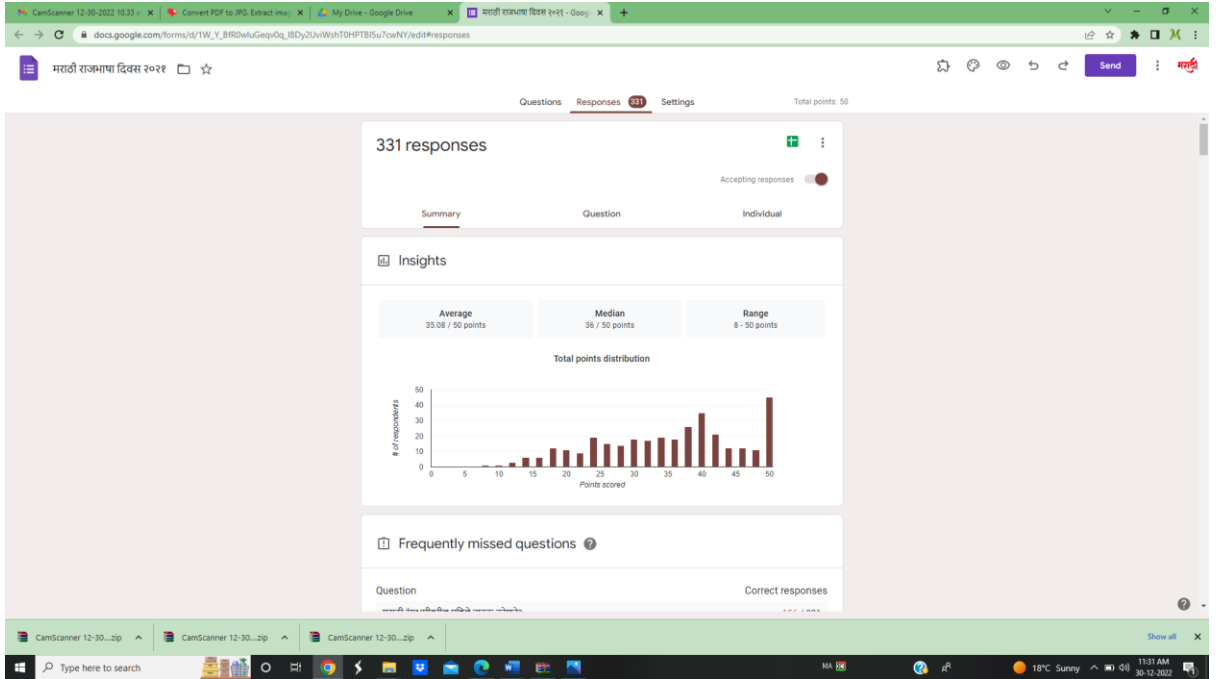 CamScanner 12-30-2022 10.33 
Convert PDF to JPG. Extract imag
My Drive - Google Drive
मराठी राजभाषा दिवस २०२१ - Googl
docs.google.com/forms/d/1W_Y_BfR0wIuGeqv0q_I8Dy2UviWshT0HPTBISu7cwNY/edit#responses
मराठी राजभाषा दिवस २०२१
Send
मराठी
Questions Responses 331 Settings
Total points: 50
331 responses
Accepting responses
Summary Question Individual
Insights
Average Median Range
35.08 / 50 points 36 / 50 points 8 - 50 points
Total points distribution
# of respondents
50
40
30
20
10
0
0 5 10 15 20 25 30 35 40 45 50
Points scored
Frequently missed questions
Question Correct responses
CamScanner 12-30....zip CamScanner 12-30....zip CamScanner 12-30....zip Show all
Type here to search
MA
18°C Sunny
11:31 AM
30-12-2022